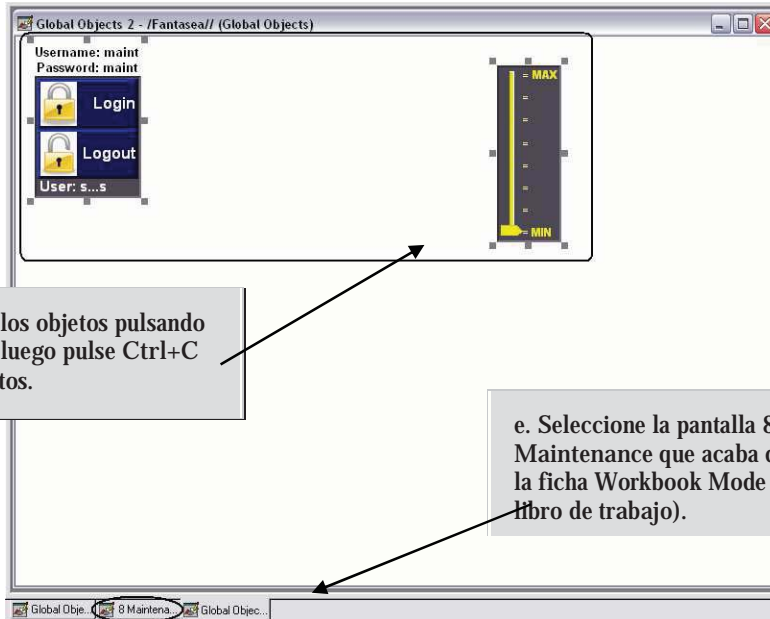 Global Objects 2 - /Fantasea// (Global Objects)
Username: maint
Password: maint
Login
Logout
User: s...s
MAX
MIN
los objetos pulsando
luego pulse Ctrl+C
tos.
e. Seleccione la pantalla 8
Maintenance que acaba
la ficha Workbook Mode
libro de trabajo).
Global Obje...
8 Maintena...
Global Objec...